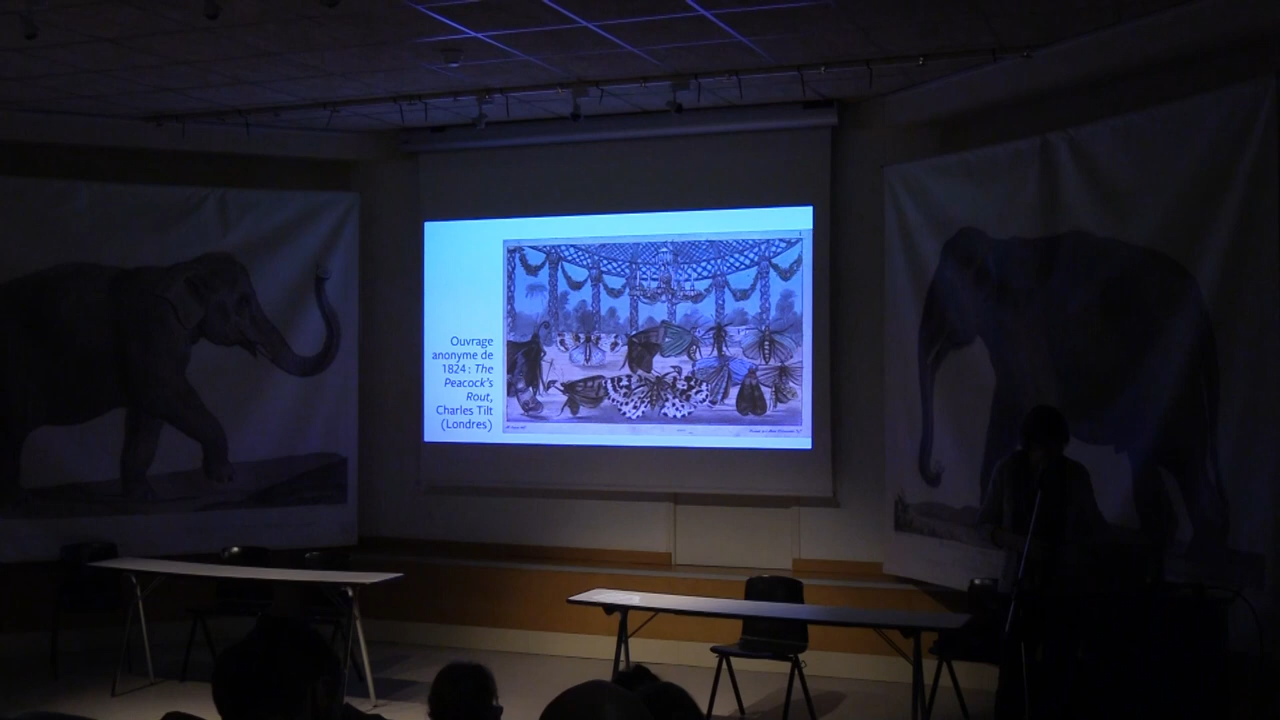 Ouvrage
anonyme de
1824 : The
Peacock's
Rout,
Charles Tilt
(Londres)